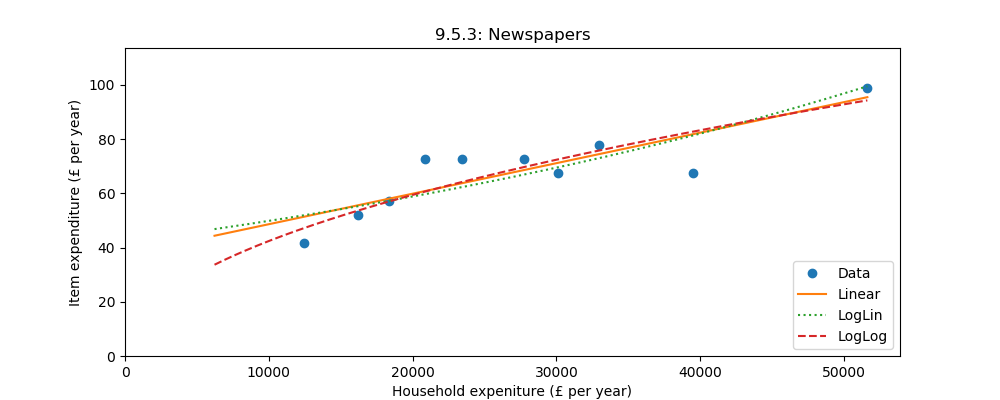 9.5.3: Newspapers
Item expenditure (£ per year)
100
80
60
40
20
0
0 10000 20000 30000 40000 50000
Household expeniture (£ per year)
Data
Linear
LogLin
LogLog